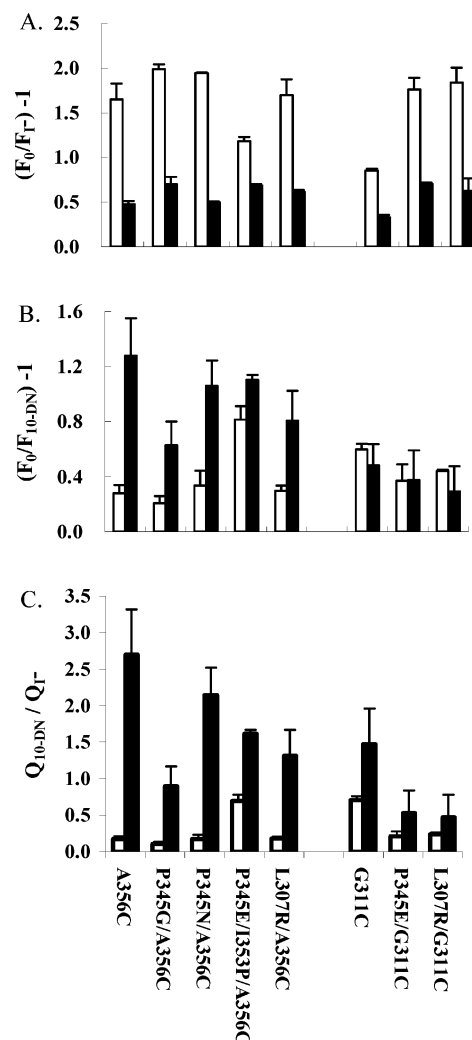 A.
(F0/FI-) -1
2.5
2.0
1.5
1.0
0.5
0.0
B.
(F0/F10-DN) -1
1.6
1.2
0.8
0.4
0.0
C.
Q10-DN / QI-
3.5
3.0
2.5
2.0
1.5
1.0
0.5
0.0
A356C
P345G/A356C
P345N/A356C
P345E/I353P/A356C
L307R/A356C
G311C
P345E/G311C
L307R/G311C